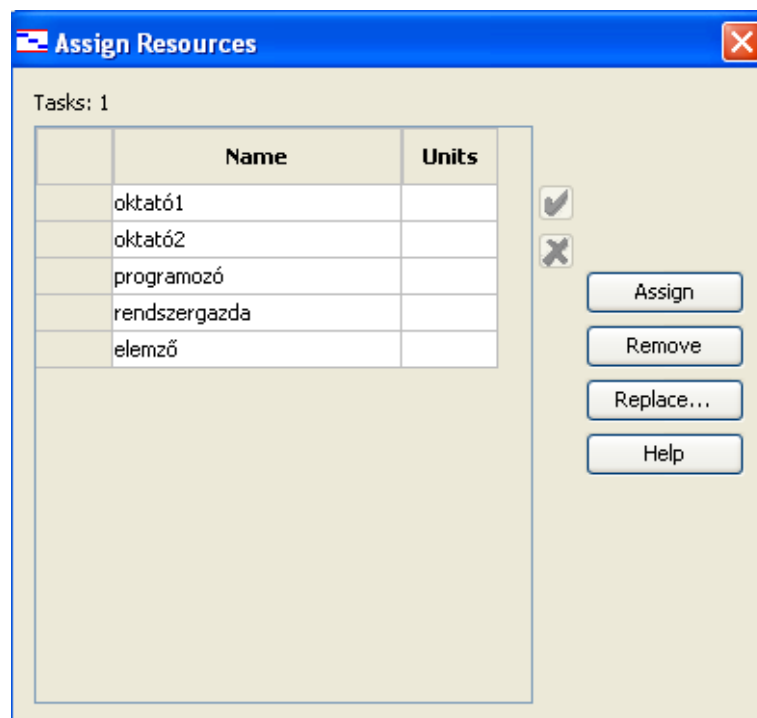 Assign Resources
Tasks: 1
Name Units
oktató1
oktató2
programozó
rendszergazda
elemző
Assign
Remove
Replace...
Help